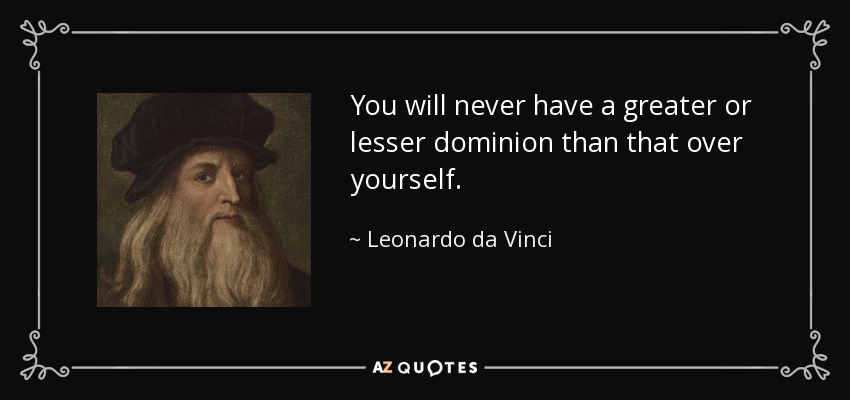 You will never have a greater or
lesser dominion than that over
yourself.
~ Leonardo da Vinci
AZ QUOTES